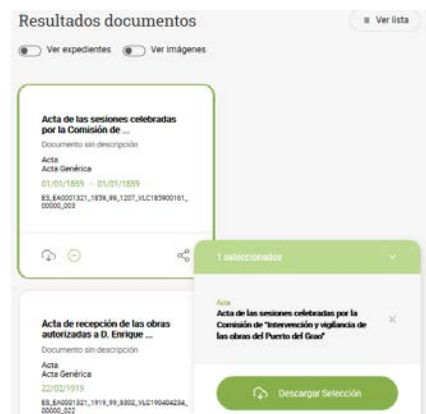 Resultados documentos
Ver lista
Ver expedientes
Ver imágenes
Acta de las sesiones celebradas
por la Comisión de ...
Documento sin descripción
Acta
Acta Genérica
01/01/1859 - 01/01/1859
ES_EA0001321_1859_99_1207_VLC185900161_
00000_003
1 seleccionados
Acta
Acta de las sesiones celebradas por la
Comisión de "Intervención y vigilancia de
las obras del Puerto del Grao"
Descargar Selección
Acta de recepción de las obras
autorizadas a D. Enrique ...
Documento sin descripción
Acta
Acta Genérica
22/02/1919
ES_EA0001321_1919_99_5302_VLC190404234_
00000_022